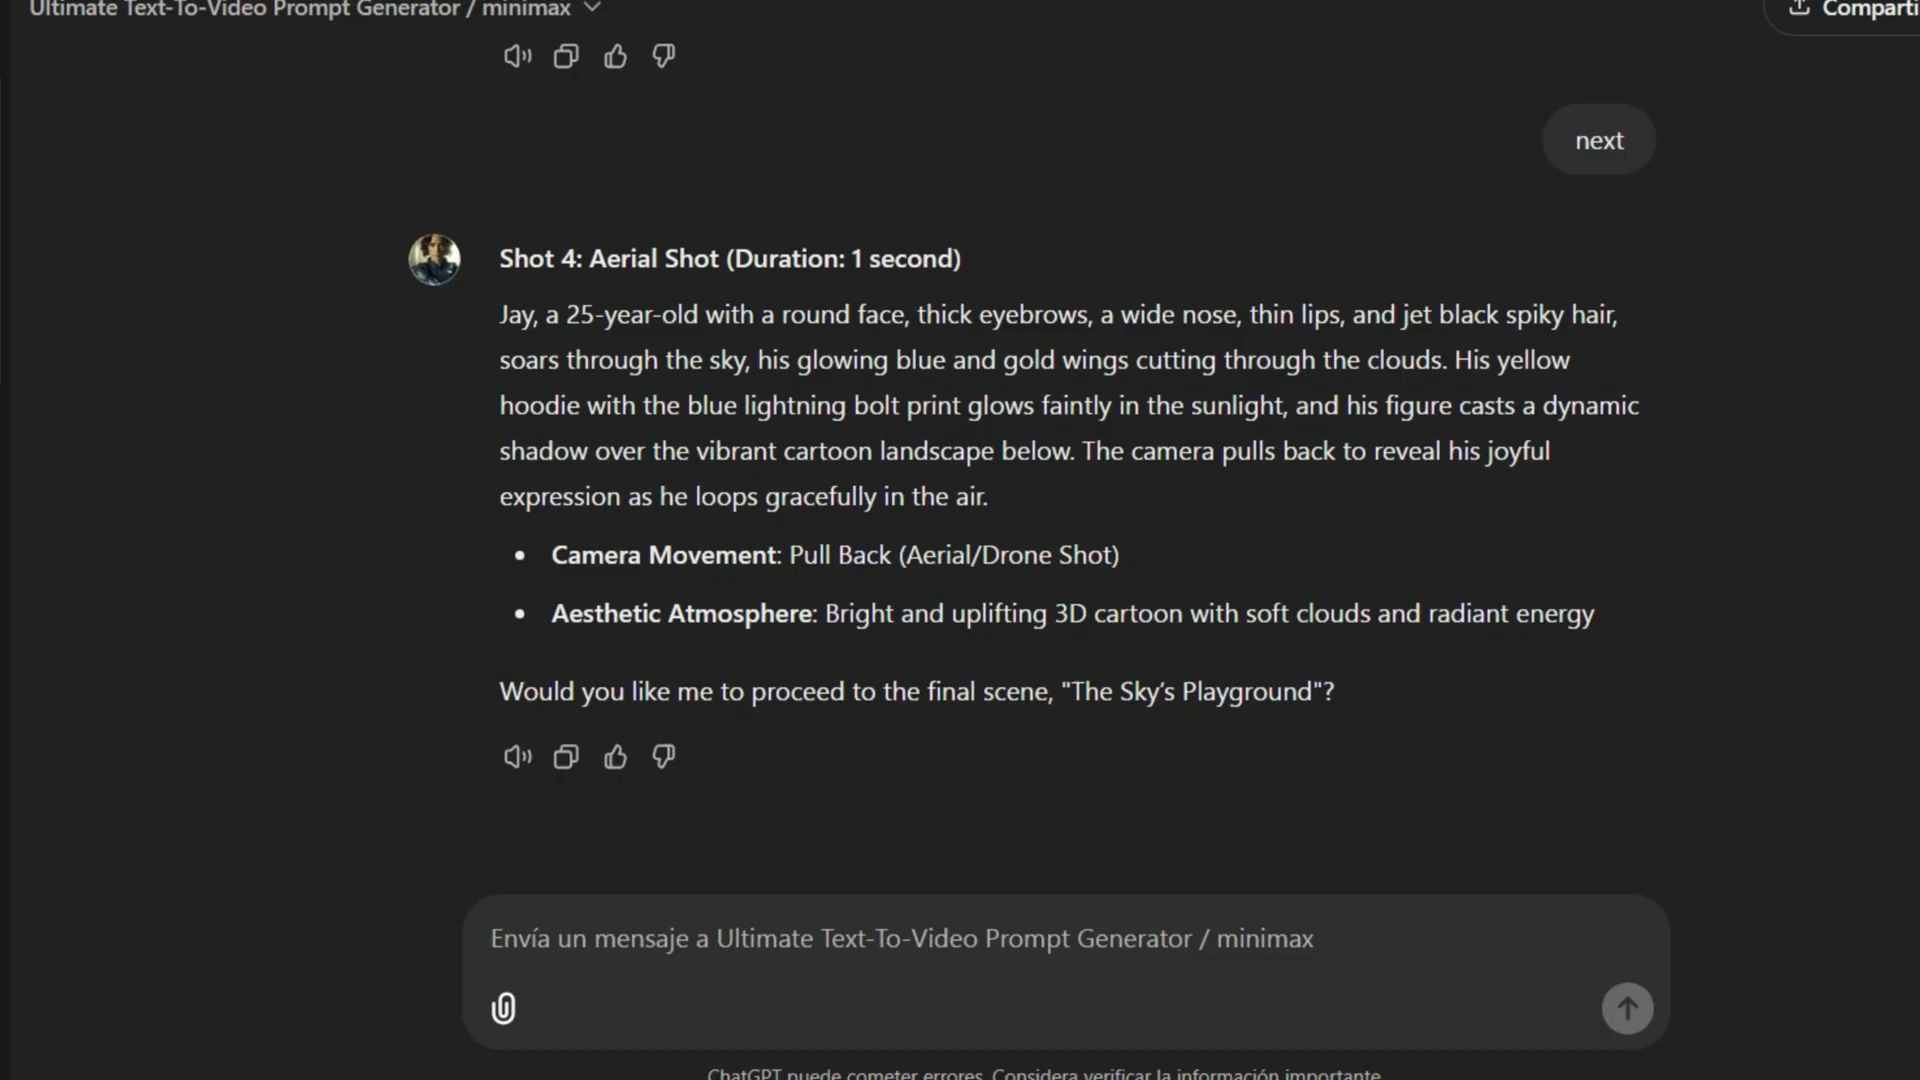 Ultimate Text-To-Video Prompt Generator / minimax
Comparti
next
Shot 4: Aerial Shot (Duration: 1 second)
Jay, a 25-year-old with a round face, thick eyebrows, a wide nose, thin lips, and jet black spiky hair,
soars through the sky, his glowing blue and gold wings cutting through the clouds. His yellow
hoodie with the blue lightning bolt print glows faintly in the sunlight, and his figure casts a dynamic
shadow over the vibrant cartoon landscape below. The camera pulls back to reveal his joyful
expression as he loops gracefully in the air.
• Camera Movement: Pull Back (Aerial/Drone Shot)
• Aesthetic Atmosphere: Bright and uplifting 3D cartoon with soft clouds and radiant energy
Would you like me to proceed to the final scene, "The Sky’s Playground"?
Envía un mensaje a Ultimate Text-To-Video Prompt Generator / minimax
ChatGPT puede cometer errores. Considera verificar la información importante.